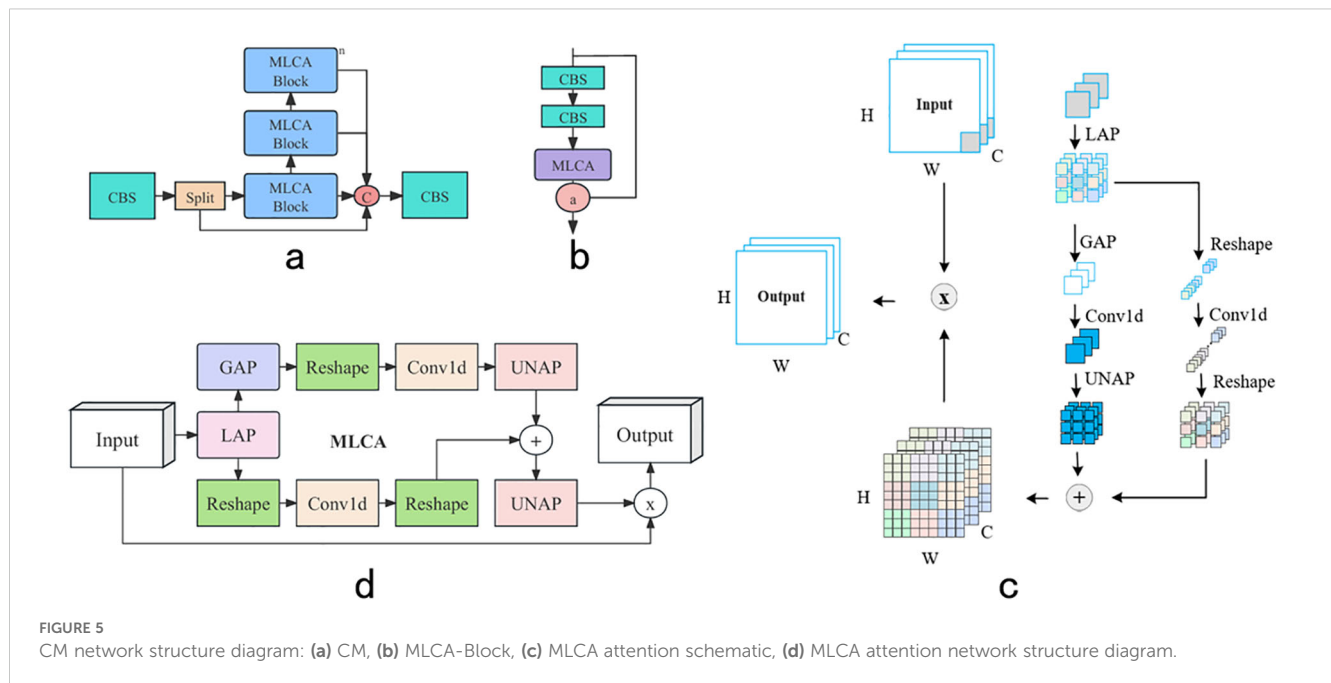 n
MLCA
Block
MLCA
Block
CBS
Split
MLCA
Block
C
CBS
a
CBS
CBS
MLCA
a
b
Input
H
W
C
Output
H
W
C
x
H
W
C
LAP
GAP
Reshape
Conv1d
Conv1d
UNAP
Reshape
+
c
GAP
Reshape
Conv1d
UNAP
Input
LAP
MLCA
+
Output
Reshape
Conv1d
Reshape
UNAP
x
d
FIGURE 5
CM network structure diagram: (a) CM, (b) MLCA-Block, (c) MLCA attention schematic, (d) MLCA attention network structure diagram.